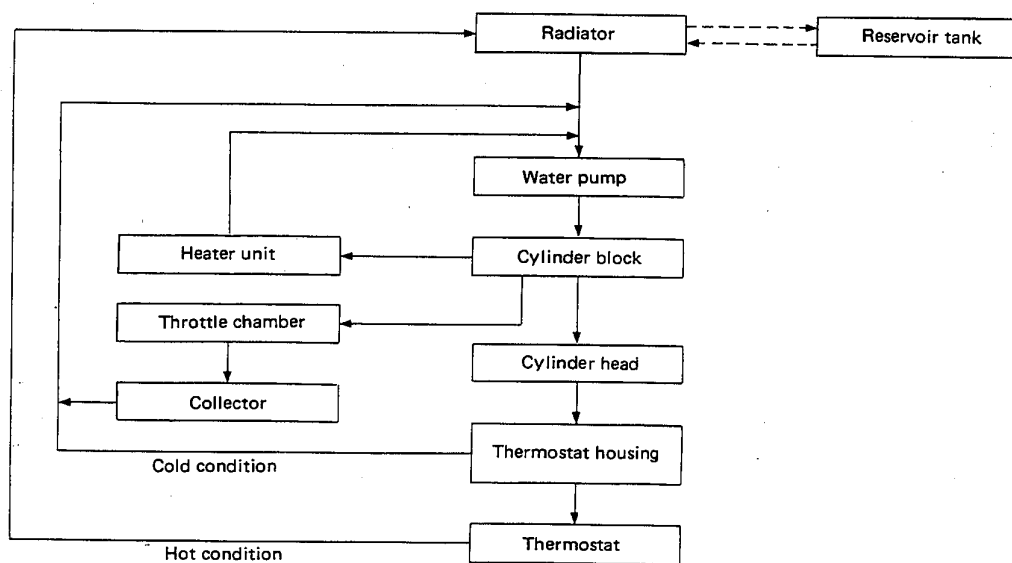 Radiator
Reservoir tank
Water pump
Heater unit
Cylinder block
Throttle chamber
Cylinder head
Collector
Thermostat housing
Cold condition
Thermostat
Hot condition